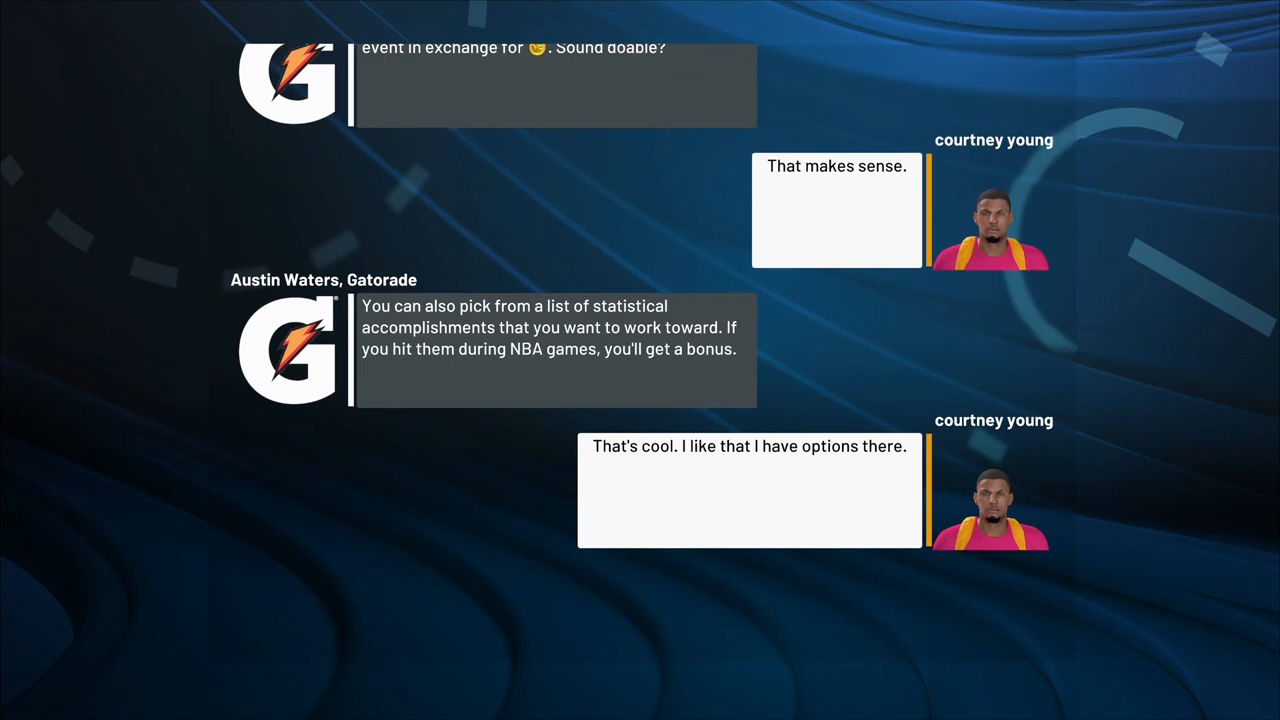 event in exchange for . Sound doable?
courtney young
That makes sense.
Austin Waters, Gatorade
You can also pick from a list of statistical
accomplishments that you want to work toward. If
you hit them during NBA games, you'll get a bonus.
courtney young
That's cool. I like that I have options there.
G
G